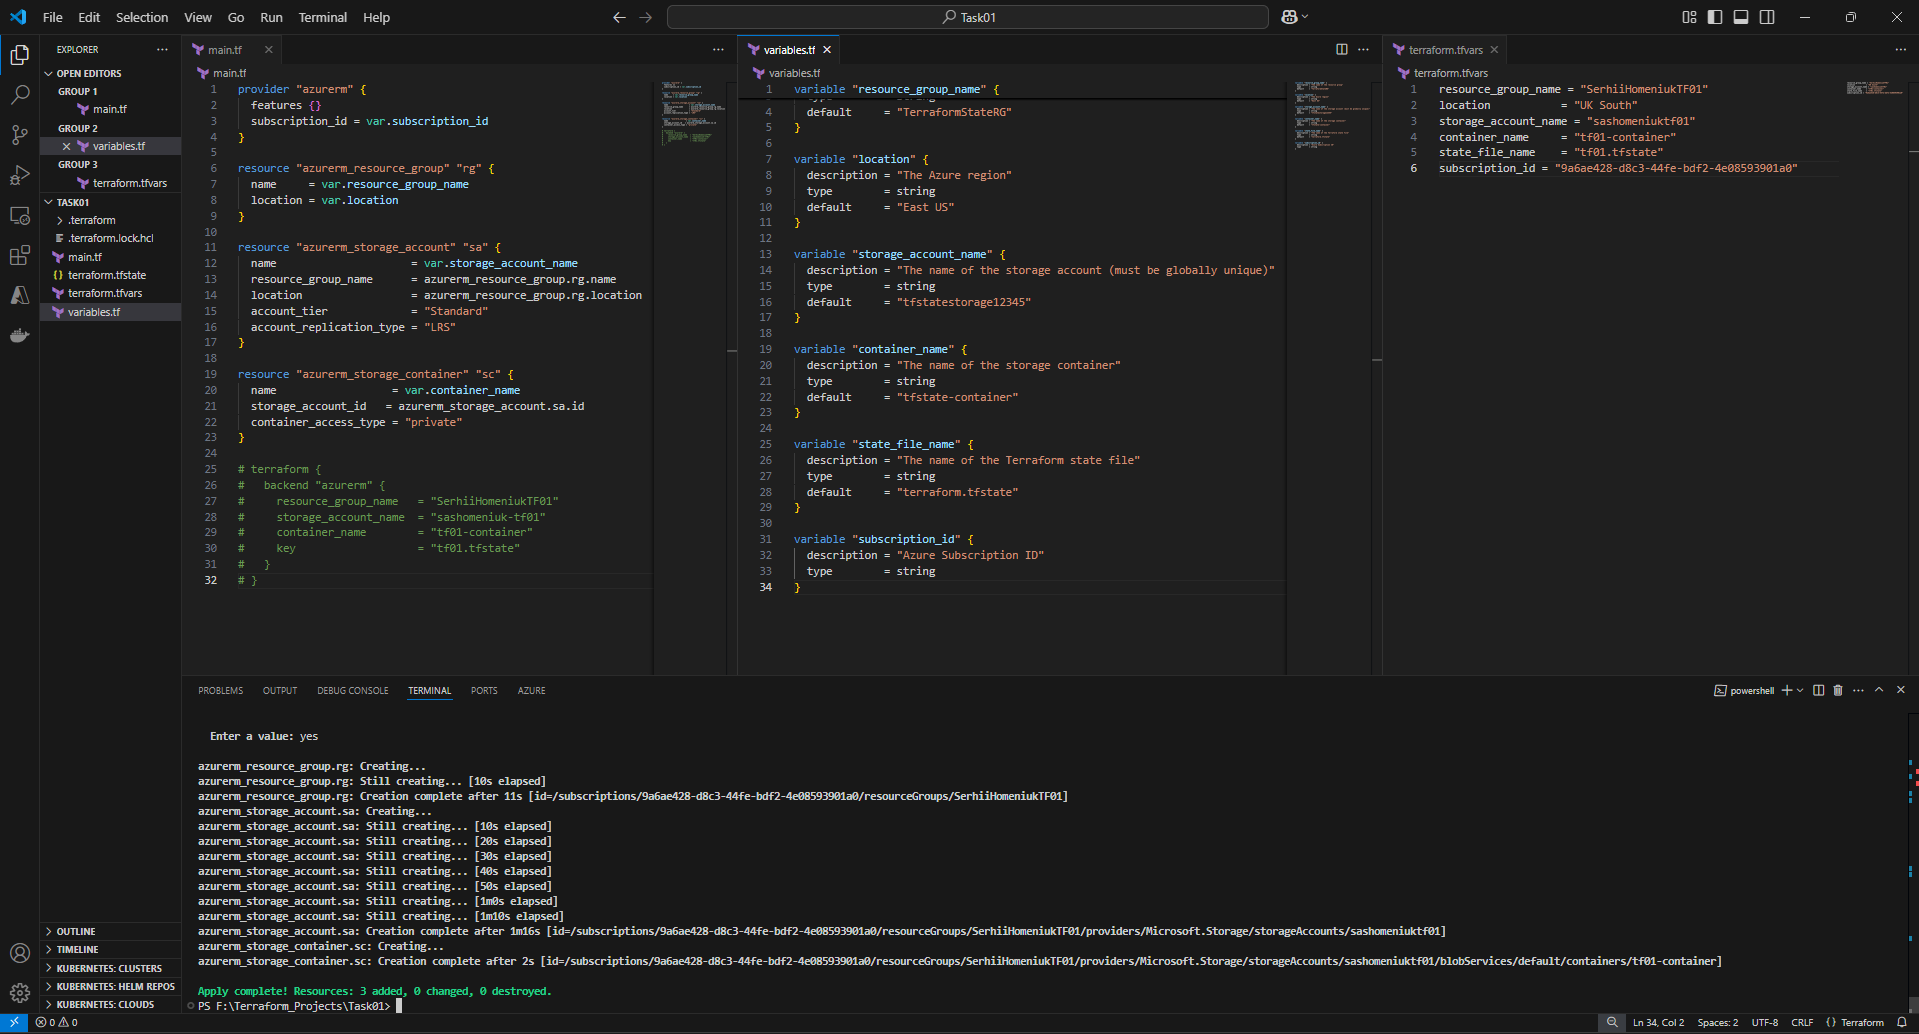 File Edit Selection View Go Run Terminal Help
Task01
EXPLORER
OPEN EDITORS
GROUP 1
main.tf
GROUP 2
variables.tf
GROUP 3
terraform.tfvars
TASK01
.terraform
.terraform.lock.hcl
main.tf
terraform.tfstate
terraform.tfvars
variables.tf
OUTLINE
TIMELINE
KUBERNETES: CLUSTERS
KUBERNETES: HELM REPOS
KUBERNETES: CLOUDS
main.tf
main.tf
1 provider "azurerm" {
2 features {}
3 subscription_id = var.subscription_id
4 }
5
6 resource "azurerm_resource_group" "rg" {
7 name     = var.resource_group_name
8 location = var.location
9 }
10
11 resource "azurerm_storage_account" "sa" {
12 name                     = var.storage_account_name
13 resource_group_name      = azurerm_resource_group.rg.name
14 location                 = azurerm_resource_group.rg.location
15 account_tier             = "Standard"
16 account_replication_type = "LRS"
17 }
18
19 resource "azurerm_storage_container" "sc" {
20 name                  = var.container_name
21 storage_account_id   = azurerm_storage_account.sa.id
22 container_access_type = "private"
23 }
24
25 # terraform {
26 #   backend "azurerm" {
27 #     resource_group_name   = "SerhiiHomeniukTF01"
28 #     storage_account_name  = "sashomeniuk-tf01"
29 #     container_name        = "tf01-container"
30 #     key                   = "tf01.tfstate"
31 #   }
32 # }
variables.tf
variables.tf
1 variable "resource_group_name" {
4 default     = "TerraformStateRG"
5 }
6
7 variable "location" {
8 description = "The Azure region"
9 type        = string
10 default     = "East US"
11 }
12
13 variable "storage_account_name" {
14 description = "The name of the storage account (must be globally unique)"
15 type        = string
16 default     = "tfstatestorage12345"
17 }
18
19 variable "container_name" {
20 description = "The name of the storage container"
21 type        = string
22 default     = "tfstate-container"
23 }
24
25 variable "state_file_name" {
26 description = "The name of the Terraform state file"
27 type        = string
28 default     = "terraform.tfstate"
29 }
30
31 variable "subscription_id" {
32 description = "Azure Subscription ID"
33 type        = string
34 }
terraform.tfvars
terraform.tfvars
1 resource_group_name = "SerhiiHomeniukTF01"
2 location           = "UK South"
3 storage_account_name = "sashomeniuktf01"
4 container_name     = "tf01-container"
5 state_file_name    = "tf01.tfstate"
6 subscription_id = "9a6ae428-d8c3-44fe-bdf2-4e08593901a0"
PROBLEMS OUTPUT DEBUG CONSOLE TERMINAL PORTS AZURE
powershell
Enter a value: yes
azurerm_resource_group.rg: Creating...
azurerm_resource_group.rg: Still creating... [10s elapsed]
azurerm_resource_group.rg: Creation complete after 11s [id=/subscriptions/9a6ae428-d8c3-44fe-bdf2-4e08593901a0/resourceGroups/SerhiiHomeniukTF01]
azurerm_storage_account.sa: Creating...
azurerm_storage_account.sa: Still creating... [10s elapsed]
azurerm_storage_account.sa: Still creating... [20s elapsed]
azurerm_storage_account.sa: Still creating... [30s elapsed]
azurerm_storage_account.sa: Still creating... [40s elapsed]
azurerm_storage_account.sa: Still creating... [50s elapsed]
azurerm_storage_account.sa: Still creating... [1m0s elapsed]
azurerm_storage_account.sa: Still creating... [1m10s elapsed]
azurerm_storage_account.sa: Creation complete after 1m16s [id=/subscriptions/9a6ae428-d8c3-44fe-bdf2-4e08593901a0/resourceGroups/SerhiiHomeniukTF01/providers/Microsoft.Storage/storageAccounts/sashomeniuktf01]
azurerm_storage_container.sc: Creating...
azurerm_storage_container.sc: Creation complete after 2s [id=/subscriptions/9a6ae428-d8c3-44fe-bdf2-4e08593901a0/resourceGroups/SerhiiHomeniukTF01/providers/Microsoft.Storage/storageAccounts/sashomeniuktf01/blobServices/default/containers/tf01-container]
Apply complete! Resources: 3 added, 0 changed, 0 destroyed.
PS F:\Terraform_Projects\Task01>
0 0
Ln 34, Col 2 Spaces: 2 UTF-8 CRLF {} Terraform